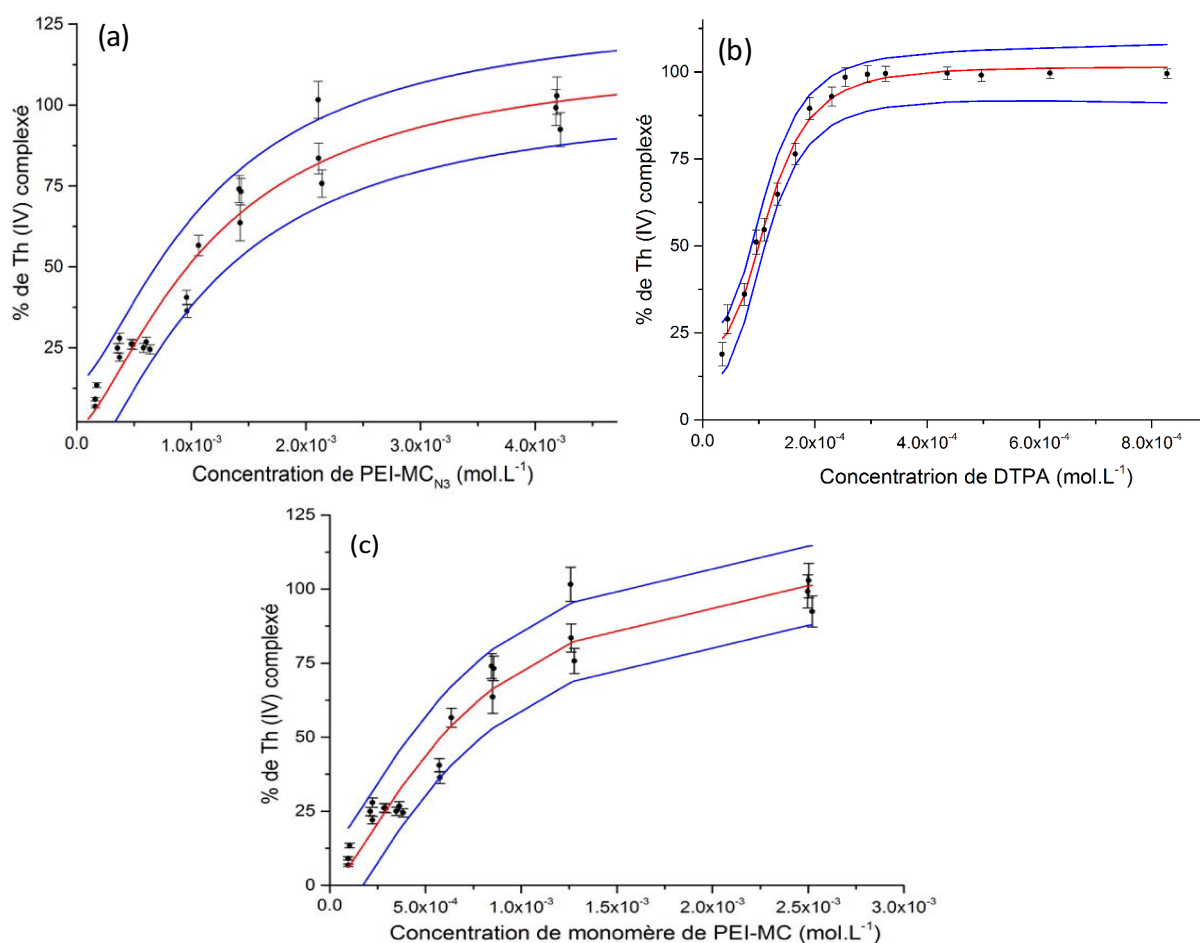 (a)
% de Th (IV) complexé
125
100
75
50
25
0.0 1.0x10⁻³ 2.0x10⁻³ 3.0x10⁻³ 4.0x10⁻³
Concentration de PEI-MC_N3 (mol.L⁻¹)
(b)
% de Th (IV) complexé
100
75
50
25
0
0.0 2.0x10⁻⁴ 4.0x10⁻⁴ 6.0x10⁻⁴ 8.0x10⁻⁴
Concentratrion de DTPA (mol.L⁻¹)
(c)
% de Th (IV) complexé
125
100
75
50
25
0
0.0 5.0x10⁻⁴ 1.0x10⁻³ 1.5x10⁻³ 2.0x10⁻³ 2.5x10⁻³ 3.0x10⁻³
Concentration de monomère de PEI-MC (mol.L⁻¹)